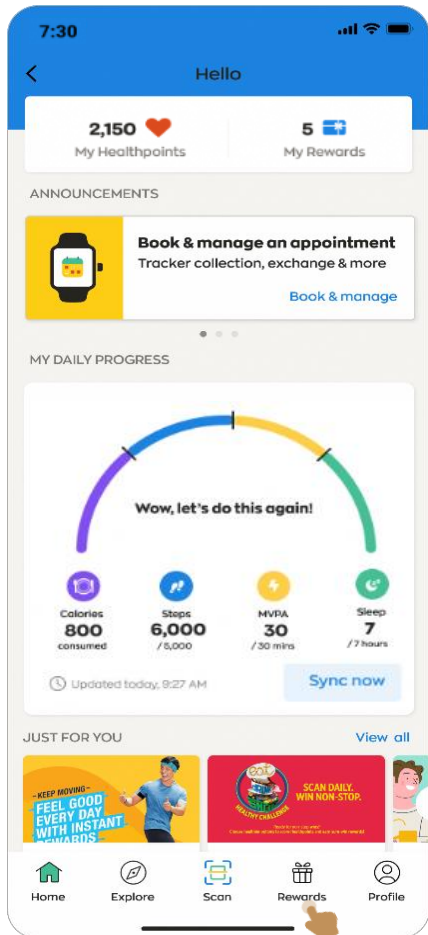 7:30
Hello
2,150
My Healthpoints
5
My Rewards
ANNOUNCEMENTS
Book & manage an appointment
Tracker collection, exchange & more
Book & manage
MY DAILY PROGRESS
Wow, let's do this again!
Calories
800
consumed
Steps
6,000
/5,000
MVPA
30
/30 mins
Sleep
7
/7 hours
Updated today, 9:27 AM
Sync now
JUST FOR YOU
View all
-KEEP MOVING-
FEEL GOOD
EVERY DAY
WITH INSTANT
REWARDS
EAT
HEALTHY CHALLENGE
SCAN DAILY.
WIN NON-STOP.
Home
Explore
Scan
Rewards
Profile